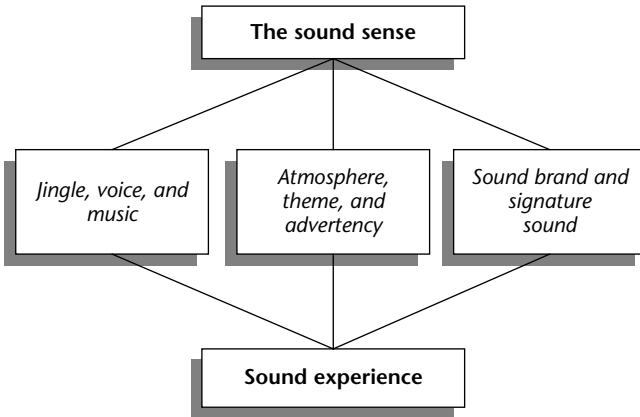 The sound sense
Jingle, voice, and
music
Atmosphere,
theme, and
advertency
Sound brand and
signature
sound
Sound experience